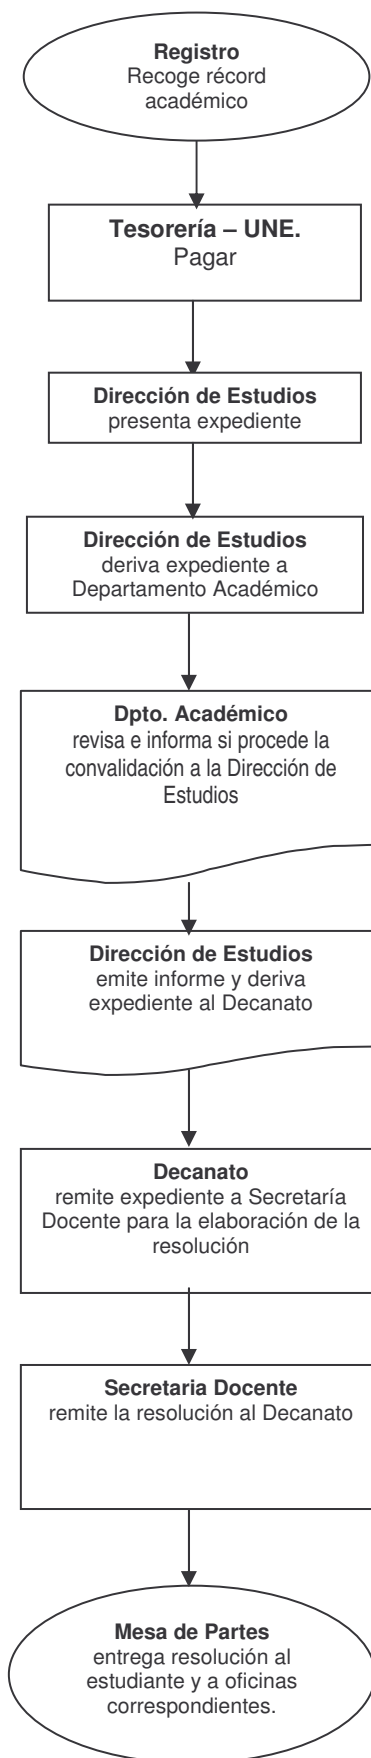 Registro
Recoge récord
académico
Tesorería – UNE.
Pagar
Dirección de Estudios
presenta expediente
Dirección de Estudios
deriva expediente a
Departamento Académico
Dpto. Académico
revisa e informa si procede la
convalidación a la Dirección de
Estudios
Dirección de Estudios
emite informe y deriva
expediente al Decanato
Decanato
remite expediente a Secretaría
Docente para la elaboración de la
resolución
Secretaria Docente
remite la resolución al Decanato
Mesa de Partes
entrega resolución al
estudiante y a oficinas
correspondientes.